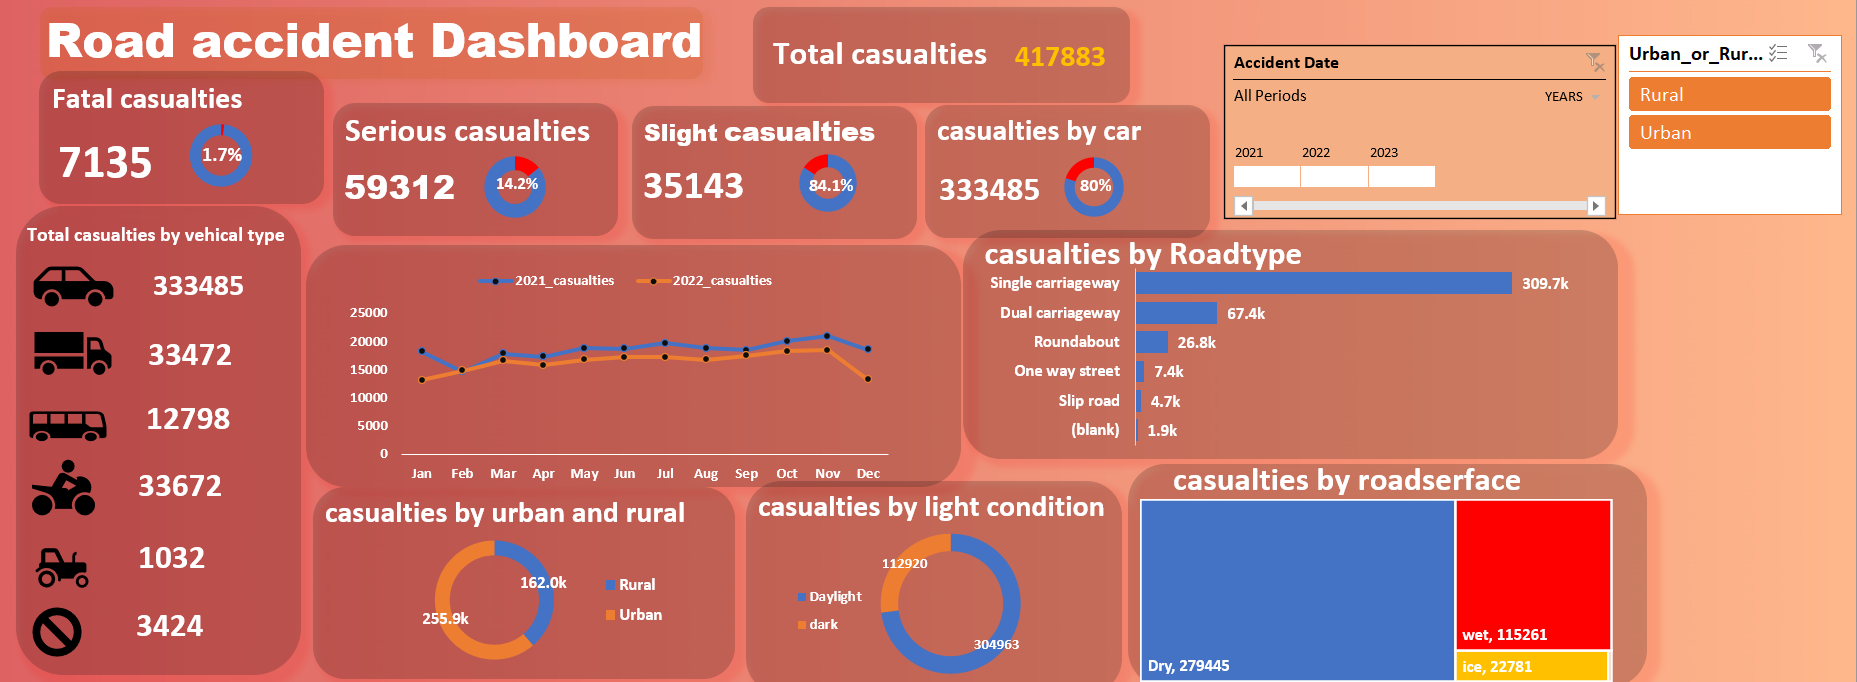 Road accident Dashboard
Total casualties 417883
Fatal casualties
7135
1.7%
Serious casualties
59312
14.2%
Slight casualties
35143
84.1%
casualties by car
333485
80%
Accident Date
All Periods
YEARS
2021 2022 2023
Urban_or_Rur...
Rural
Urban
Total casualties by vehical type
333485
33472
12798
33672
1032
3424
2021_casualties 2022_casualties
25000
20000
15000
10000
5000
0
Jan Feb Mar Apr May Jun Jul Aug Sep Oct Nov Dec
casualties by Roadtype
Single carriageway 309.7k
Dual carriageway 67.4k
Roundabout 26.8k
One way street 7.4k
Slip road 4.7k
(blank) 1.9k
casualties by urban and rural
162.0k
255.9k
Rural
Urban
casualties by light condition
112920
304963
Daylight
dark
casualties by roadserface
Dry, 279445
wet, 115261
ice, 22781